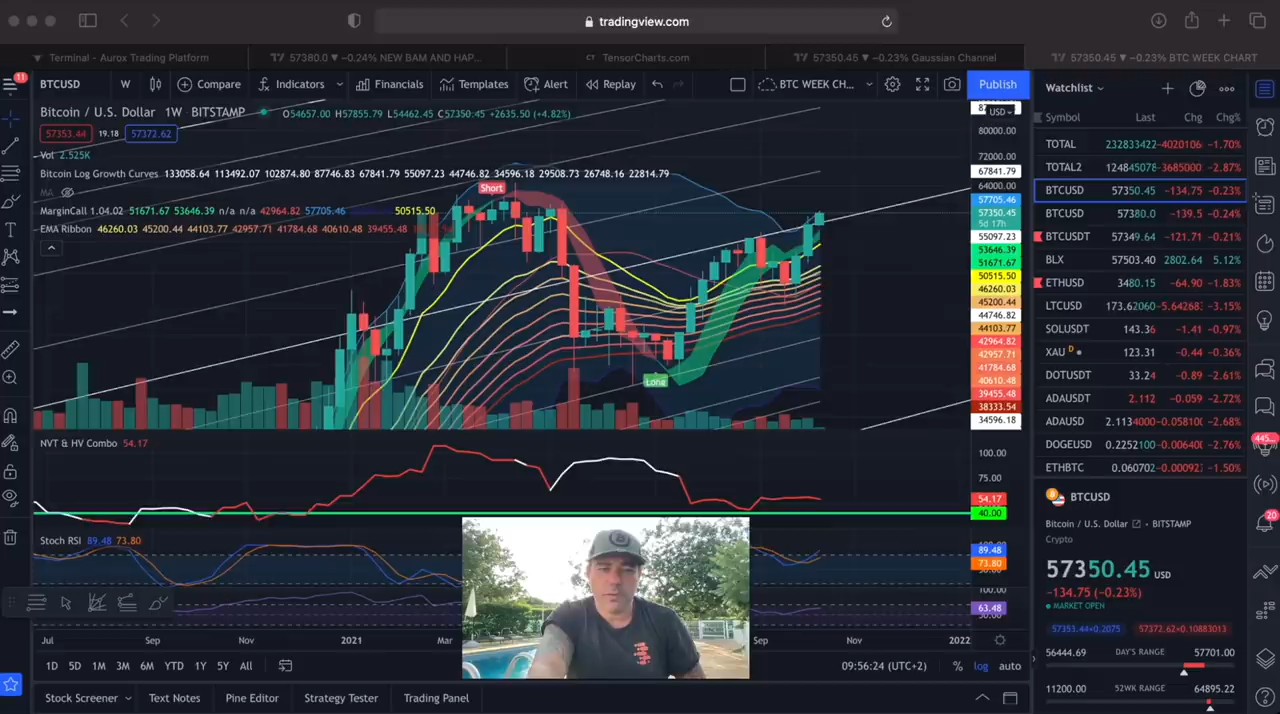 tradingview.com
Terminal - Aurox Trading Platform
57380.0 ▼ −0.24% NEW BAM AND HAP...
TensorCharts.com
57350.45 ▼ −0.23% Gaussian Channel
57350.45 ▼ −0.23% BTC WEEK CHART
11
BTCUSD
W
Compare
Indicators
Financials
Templates
Alert
Replay
BTC WEEK CH...
Publish
Watchlist
Bitcoin / U.S. Dollar 1W BITSTAMP
O54657.00 H57855.79 L54462.45 C57350.45 +2635.50 (+4.82%)
57353.44 19.18 57372.62
Vol 2.525K
Bitcoin Log Growth Curves 133058.64 113492.07 102874.80 87746.83 67841.79 55097.23 44746.82 34596.18 29508.73 26748.16 22814.79
MA
MarginCall 1.04.02 51671.67 53646.39 n/a n/a 42964.82 57705.46 50515.50
EMA Ribbon 46260.03 45200.44 44103.77 42957.71 41784.68 40610.48 39455.48
Short
Long
USD
80000.00
72000.00
67841.79
64000.00
57705.46
57350.45
5d 17h
55097.23
53646.39
51671.67
50515.50
46260.03
45200.44
44746.82
44103.77
42964.82
42957.71
41784.68
40610.48
39455.48
38333.54
34596.18
NVT & HV Combo 54.17
100.00
75.00
54.17
40.00
Stoch RSI 89.48 73.80
89.48
73.80
100.00
63.48
Jul Sep Nov 2021 Mar Sep Nov 2022
1D 5D 1M 3M 6M YTD 1Y 5Y All
09:56:24 (UTC+2) % log auto
Stock Screener Text Notes Pine Editor Strategy Tester Trading Panel
Symbol Last Chg Chg%
TOTAL 232833422 −4020106 −1.70%
TOTAL2 124845078 −3685000 −2.87%
BTCUSD 57350.45 −134.75 −0.23%
BTCUSD 57380.0 −139.5 −0.24%
BTCUSDT 57349.64 −121.71 −0.21%
BLX 57503.40 2802.64 5.12%
ETHUSD 3480.15 −64.90 −1.83%
LTCUSD 173.62060 −5.64268 −3.15%
SOLUSDT 143.36 −1.41 −0.97%
XAU D 123.31 −0.44 −0.36%
DOTUSDT 33.24 −0.89 −2.61%
ADAUSDT 2.112 −0.059 −2.72%
ADAUSD 2.1134000 −0.058100 −2.68%
DOGEUSD 0.2252100 −0.00640 −2.76%
ETHBTC 0.060702 −0.00092 −1.50%
BTCUSD
Bitcoin / U.S. Dollar • BITSTAMP
Crypto
57350.45 USD
−134.75 (−0.23%)
MARKET OPEN
57353.44×0.2075 57372.62×0.10883013
56444.69 DAY'S RANGE 57701.00
11200.00 52WK RANGE 64895.22
445...
20